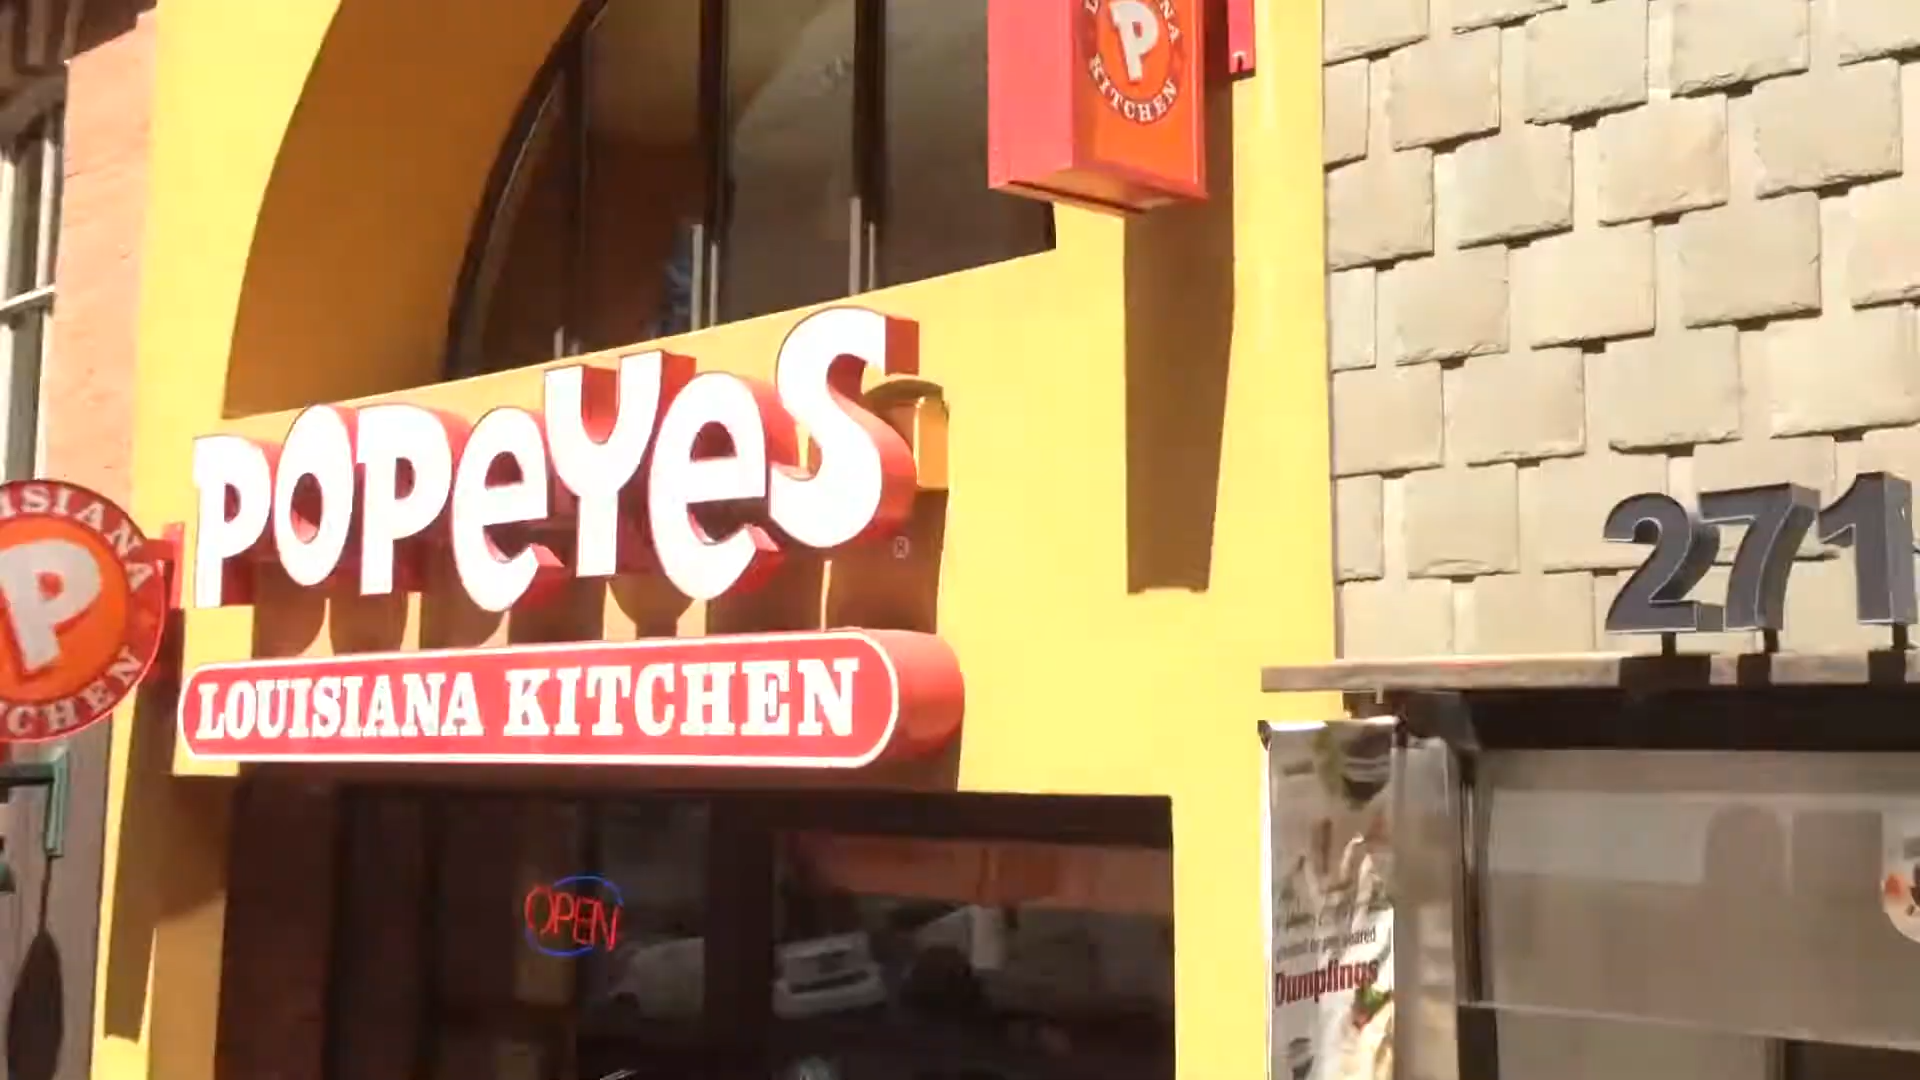 P
KITCHEN
POPEYES
®
LOUISIANA KITCHEN
P
OPEN
271
Dumplings